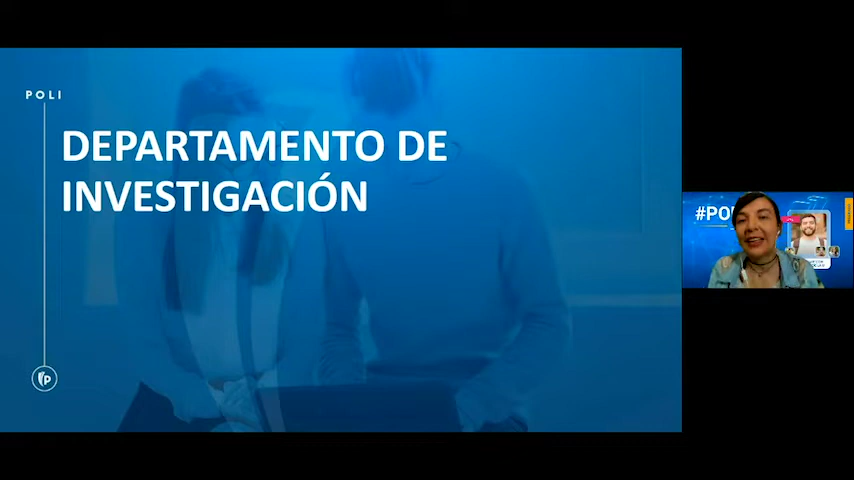 POLI
DEPARTAMENTO DE
INVESTIGACIÓN
P
#PO